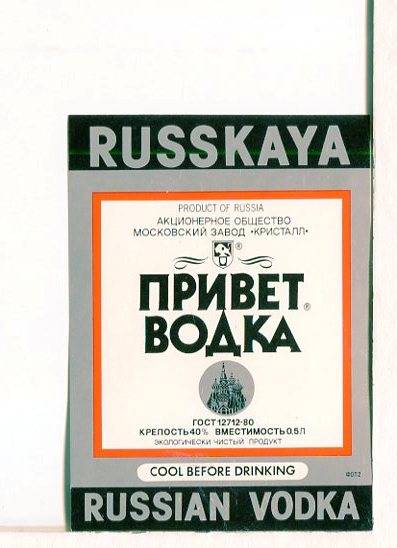 RUSSKAYA
PRODUCT OF RUSSIA
АКЦИОНЕРНОЕ ОБЩЕСТВО
МОСКОВСКИЙ ЗАВОД •КРИСТАЛЛ•
®
ПРИВЕТ®
ВОДКА
ГОСТ 12712-80
КРЕПОСТЬ 40% ВМЕСТИМОСТЬ 0.5Л
ЭКОЛОГИЧЕСКИ ЧИСТЫЙ ПРОДУКТ
COOL BEFORE DRINKING
RUSSIAN VODKA